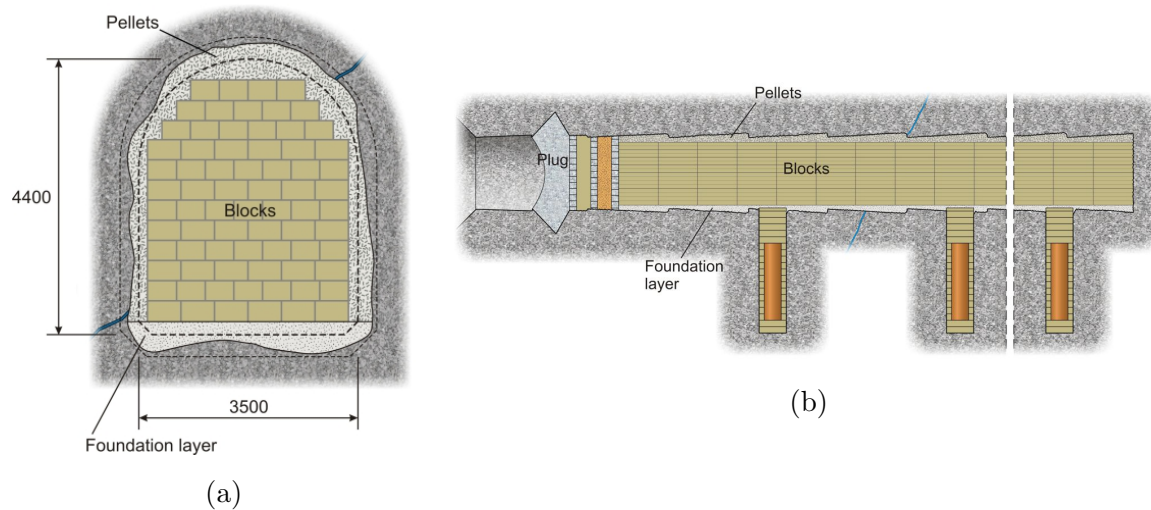 Pellets
4400
Blocks
3500
Foundation layer
(a)
Pellets
Plug
Blocks
Foundation
layer
(b)